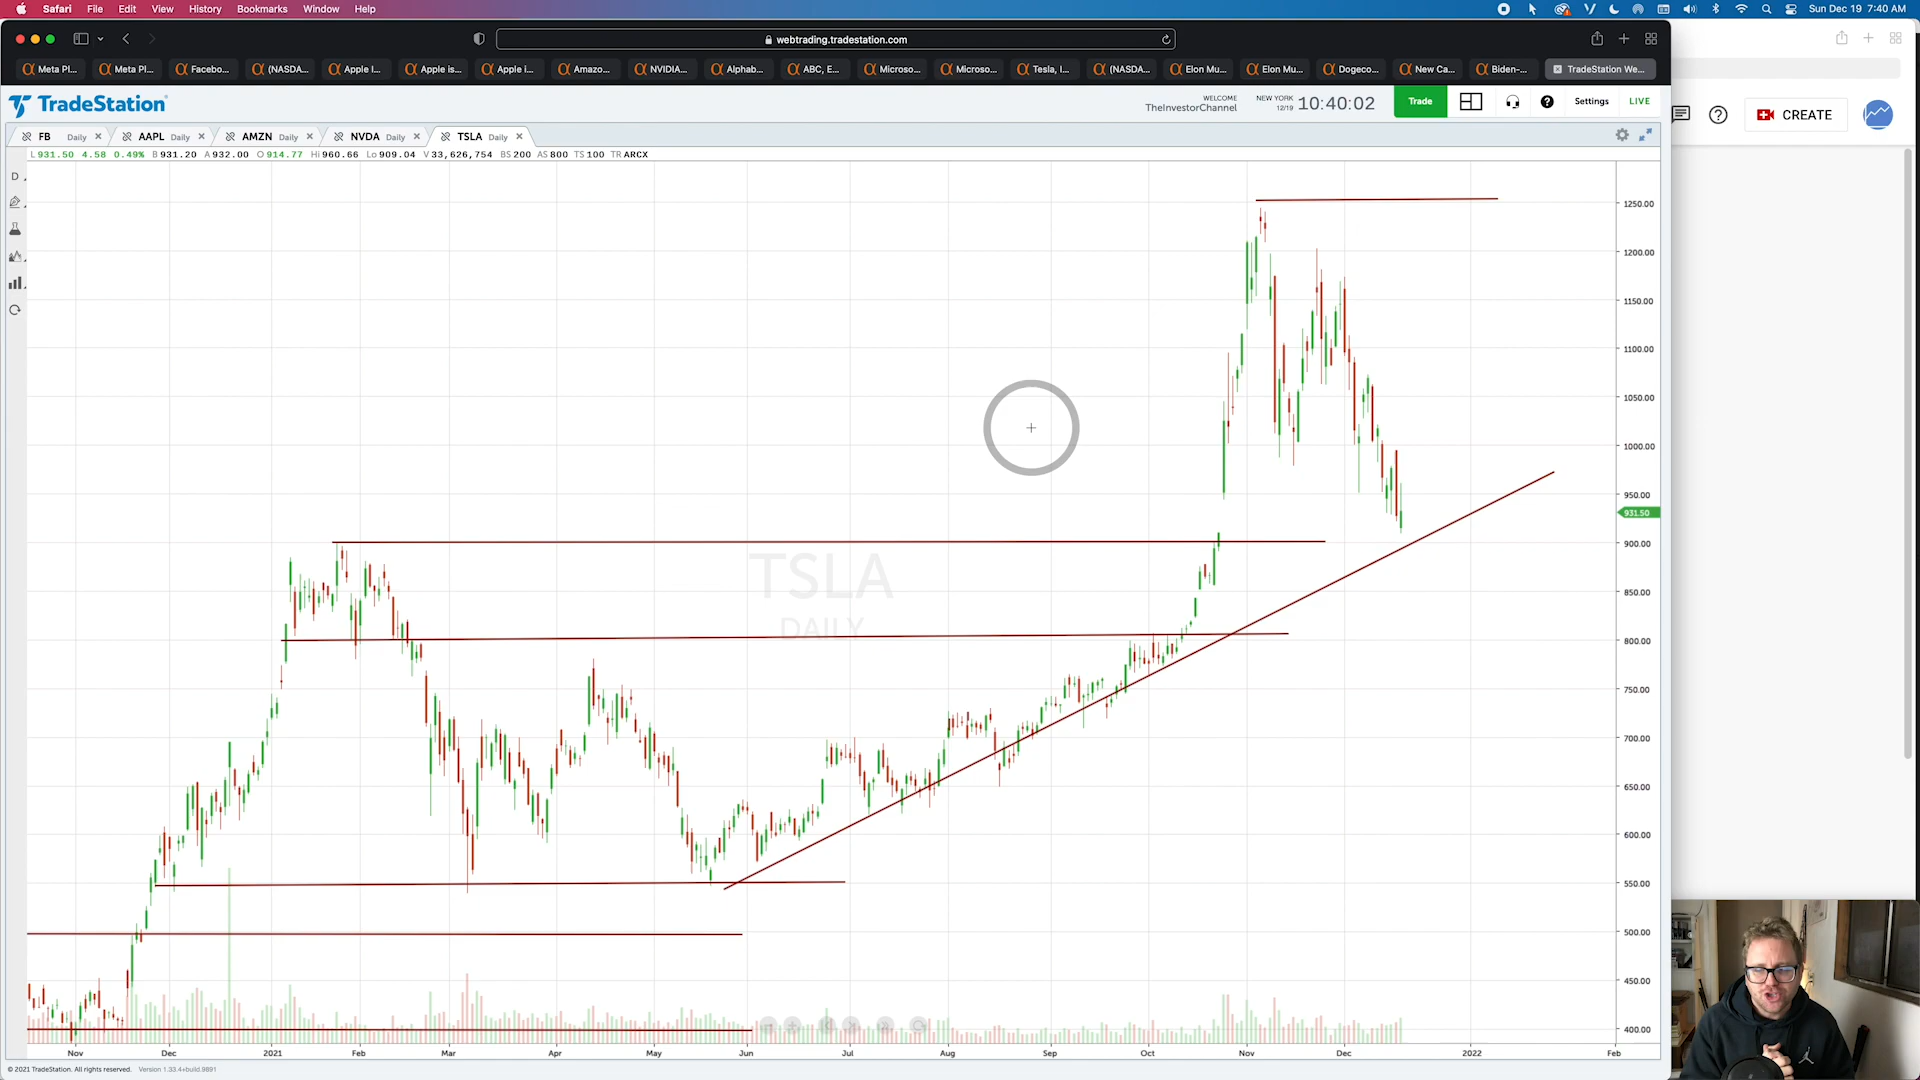 Safari File Edit View History Bookmarks Window Help Sun Dec 19 7:40 AM
webtrading.tradestation.com
Meta Pl... Meta Pl... Facebo... (NASDA... Apple I... Apple is... Apple i... Amazo... NVIDIA... Alphab... ABC, E... Microso... Microso... Tesla, I... (NASDA... Elon Mu... Elon Mu... Dogeco... New Ca... Biden-... TradeStation We...
TradeStation
WELCOME
TheInvestorChannel
NEW YORK
12/19
10:40:02
Trade
Settings
LIVE
CREATE
FB Daily AAPL Daily AMZN Daily NVDA Daily TSLA Daily
L 931.50 4.58 0.49% B 931.20 A 932.00 O 914.77 Hi 960.66 Lo 909.04 V 33,626,754 BS 200 AS 800 TS 100 TR ARCX
D
1250.00
1200.00
1150.00
1100.00
1050.00
1000.00
950.00
931.50
900.00
850.00
800.00
750.00
700.00
650.00
600.00
550.00
500.00
450.00
400.00
TSLA
DAILY
Nov Dec 2021 Feb Mar Apr May Jun Jul Aug Sep Oct Nov Dec 2022 Feb
© 2021 TradeStation. All rights reserved. Version 1.33.4+build.9891